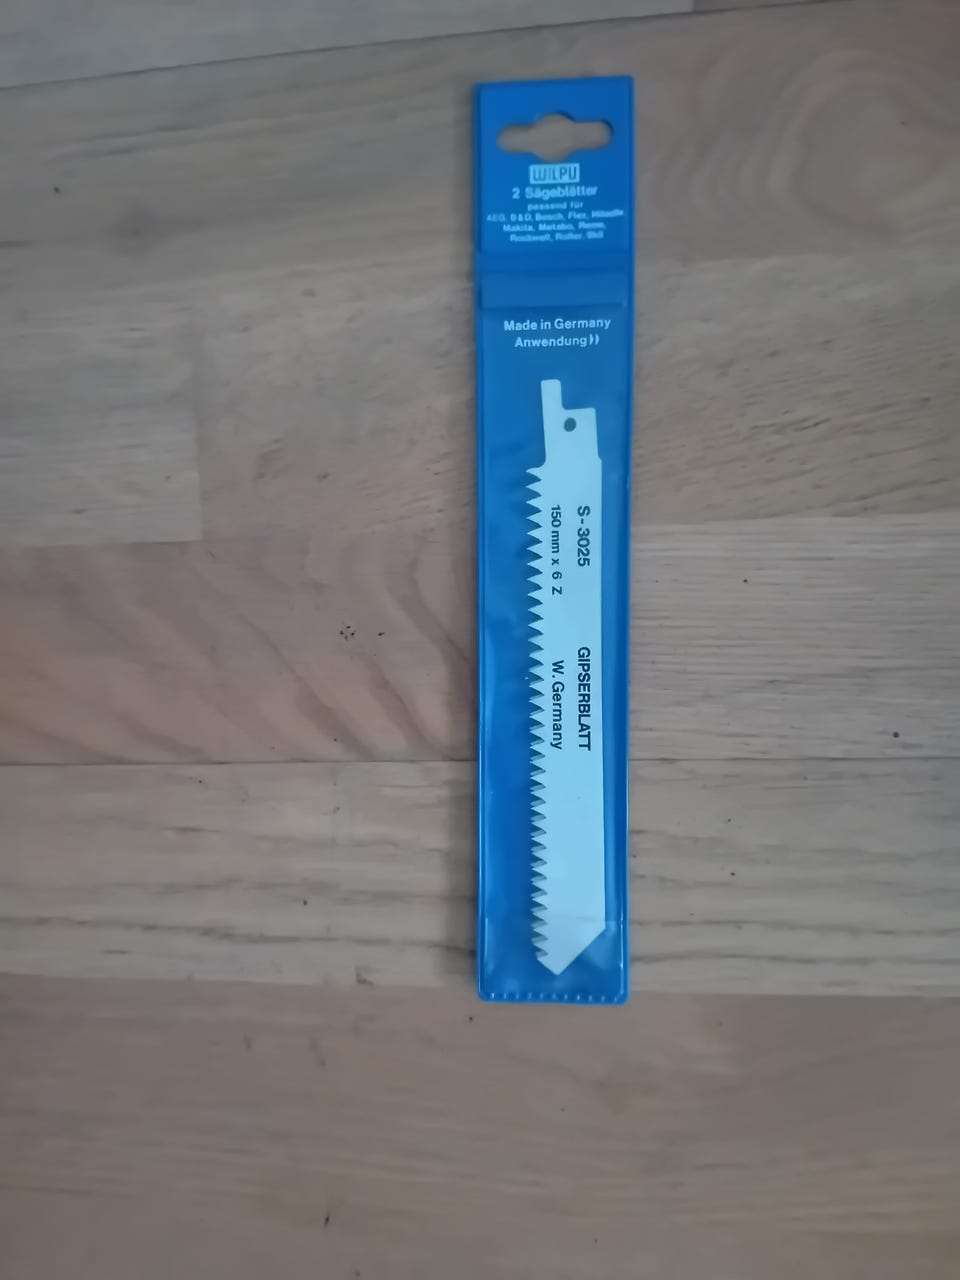 WILPU
2 Sägeblätter
passend für
AEG, B&D, Bosch, Flex, Hitachi
Makita, Metabo, Rems,
Rockwell, Roller, Skil
Made in Germany
Anwendung
S-3025
150 mm x 6 Z
GIPSERBLATT
W. Germany